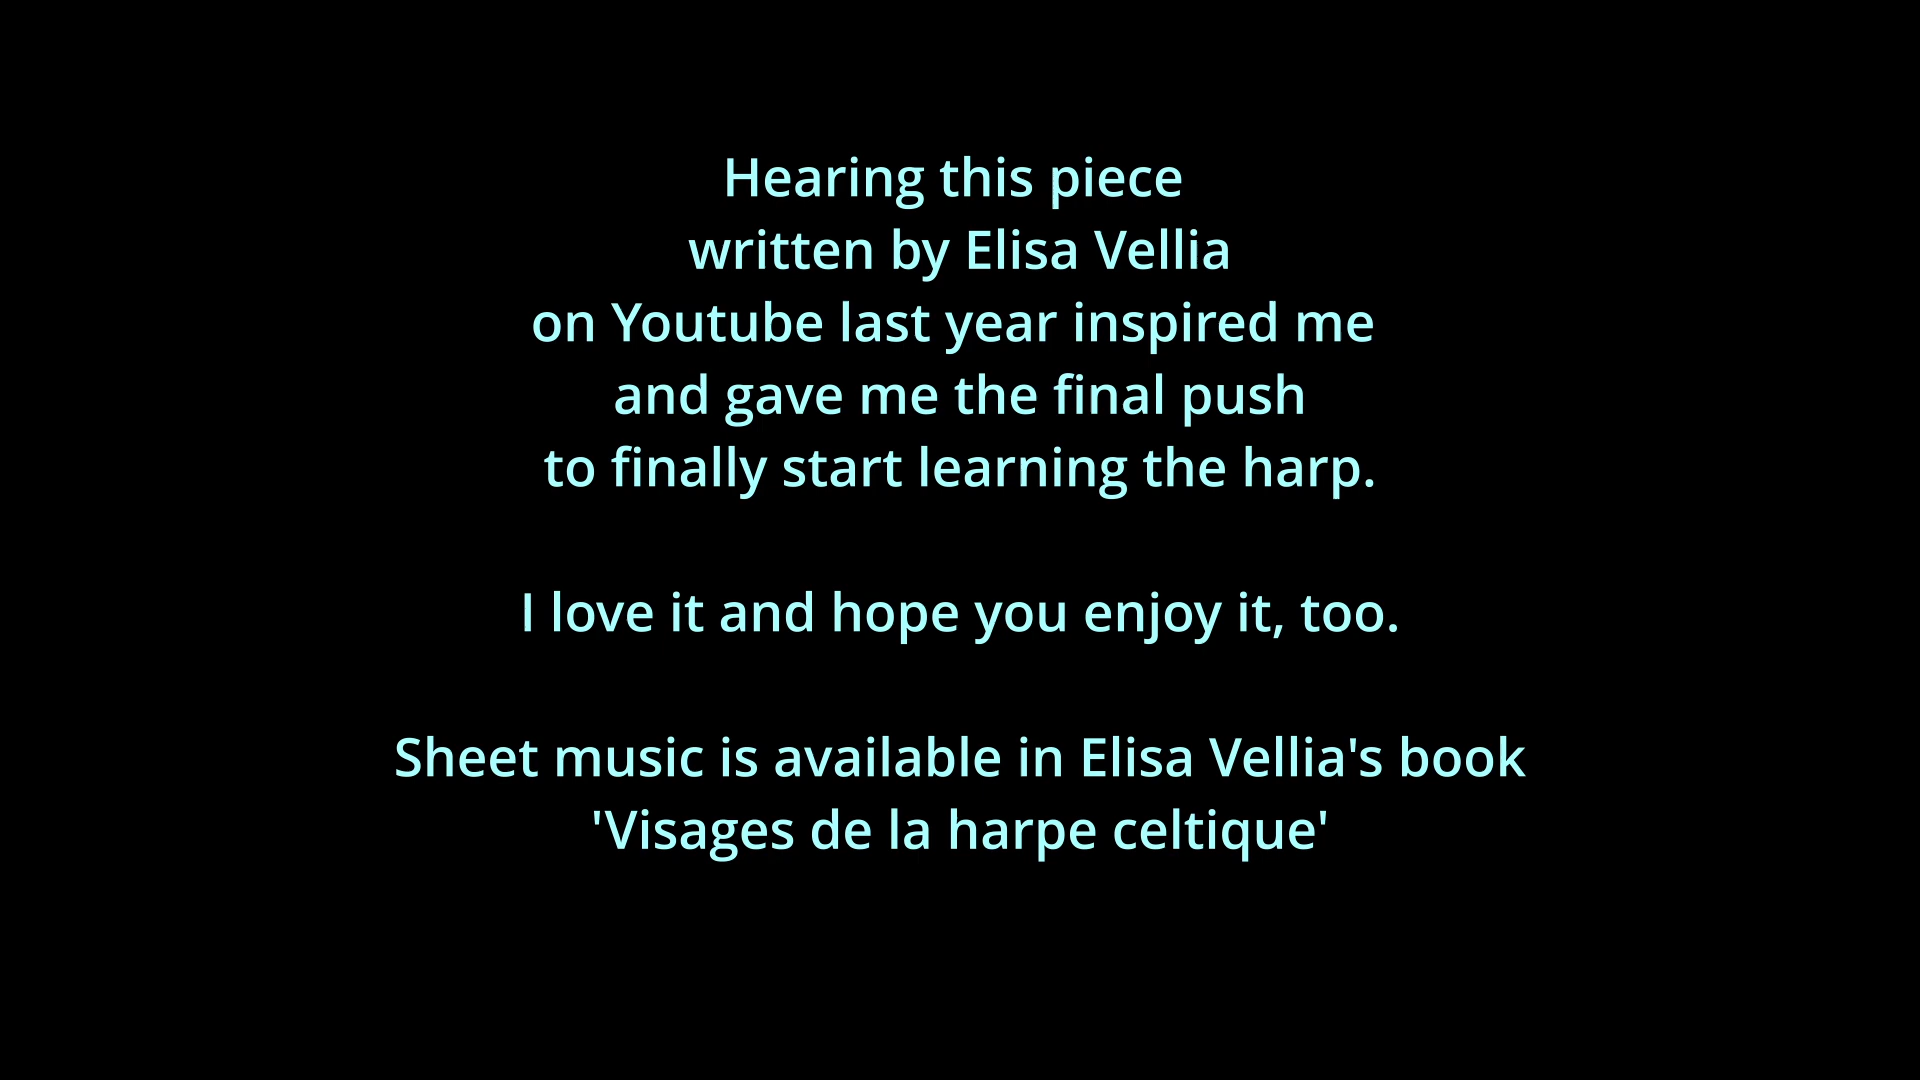 Hearing this piece
written by Elisa Vellia
on Youtube last year inspired me
and gave me the final push
to finally start learning the harp.
I love it and hope you enjoy it, too.
Sheet music is available in Elisa Vellia's book
'Visages de la harpe celtique'